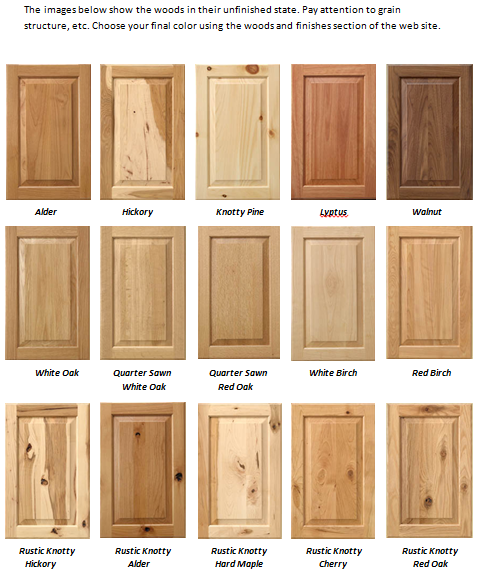 The images below show the woods in their unfinished state. Pay attention to grain
structure, etc. Choose your final color using the woods and finishes section of the web site.
Alder
Hickory
Knotty Pine
Lyptus
Walnut
White Oak
Quarter Sawn
White Oak
Quarter Sawn
Red Oak
White Birch
Red Birch
Rustic Knotty
Hickory
Rustic Knotty
Alder
Rustic Knotty
Hard Maple
Rustic Knotty
Cherry
Rustic Knotty
Red Oak